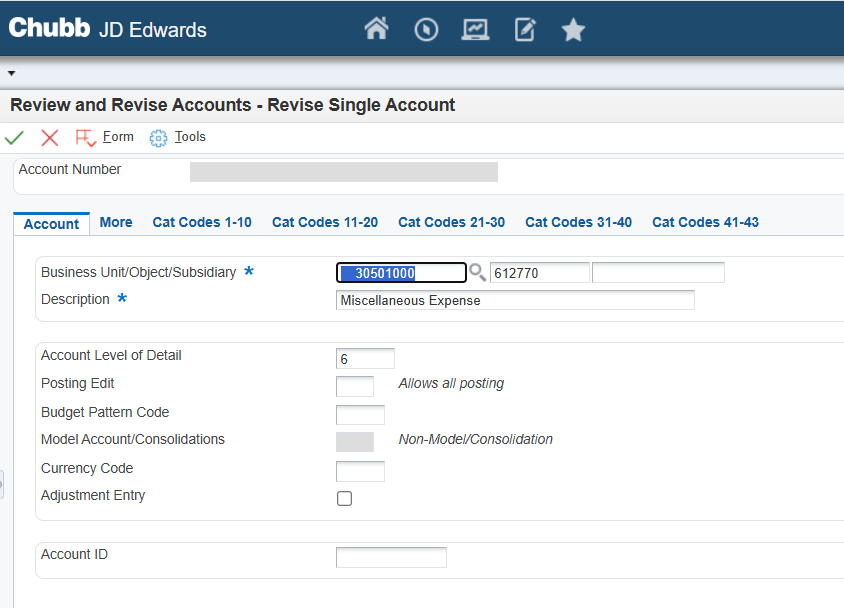 Chubb JD Edwards
Review and Revise Accounts - Revise Single Account
Form Tools
Account Number
Account More Cat Codes 1-10 Cat Codes 11-20 Cat Codes 21-30 Cat Codes 31-40 Cat Codes 41-43
Business Unit/Object/Subsidiary * 30501000 612770
Description * Miscellaneous Expense
Account Level of Detail 6
Posting Edit Allows all posting
Budget Pattern Code
Model Account/Consolidations Non-Model/Consolidation
Currency Code
Adjustment Entry
Account ID